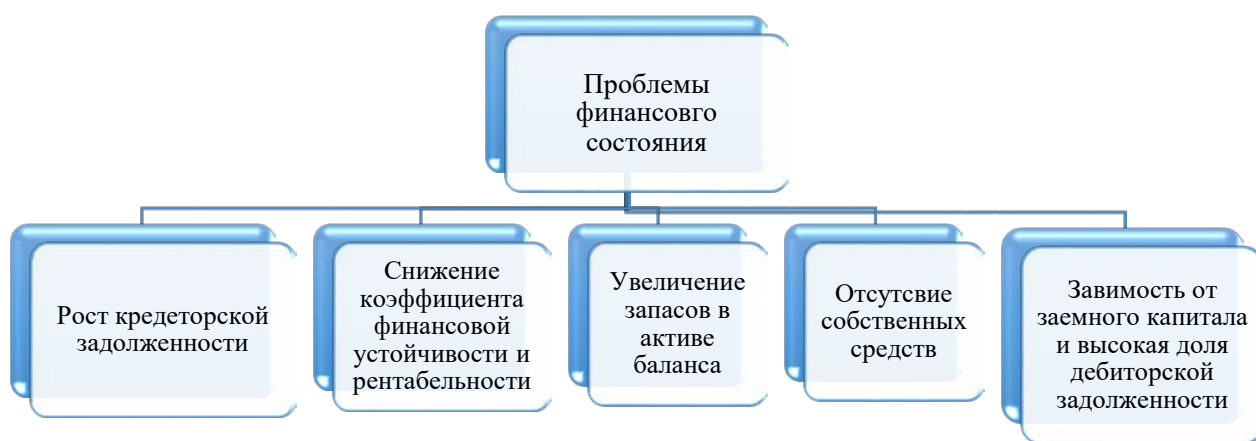 Проблемы
финансовго
состояния
Рост кредеторской
задолженности
Снижение
коэффициента
финансовой
устойчивости и
рентабельности
Увеличение
запасов в
активе
баланса
Отсутсвие
собственных
средств
Завимость от
заемного капитала
и высокая доля
дебиторской
задолженности